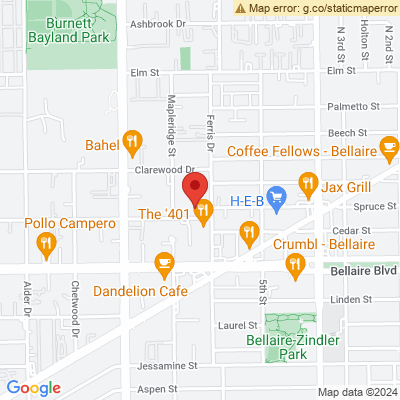 Map error: g.co/staticmaperror
Burnett
Bayland Park
Ashbrook Dr
Elm St
Elm St
N 3rd St
Holton St
N 2nd St
Palmetto St
Mapleridge St
Ferris Dr
Beech St
Bahel
Coffee Fellows - Bellaire
Clarewood Dr
Jax Grill
H-E-B
Spruce St
The '401
Pollo Campero
Cedar St
Crumbl - Bellaire
Bellaire Blvd
Dandelion Cafe
Alder Dr
Chetwood Dr
5th St
Linden St
Laurel St
Bellaire-Zindler
Park
Jessamine St
Aspen St
Google
Map data ©2024